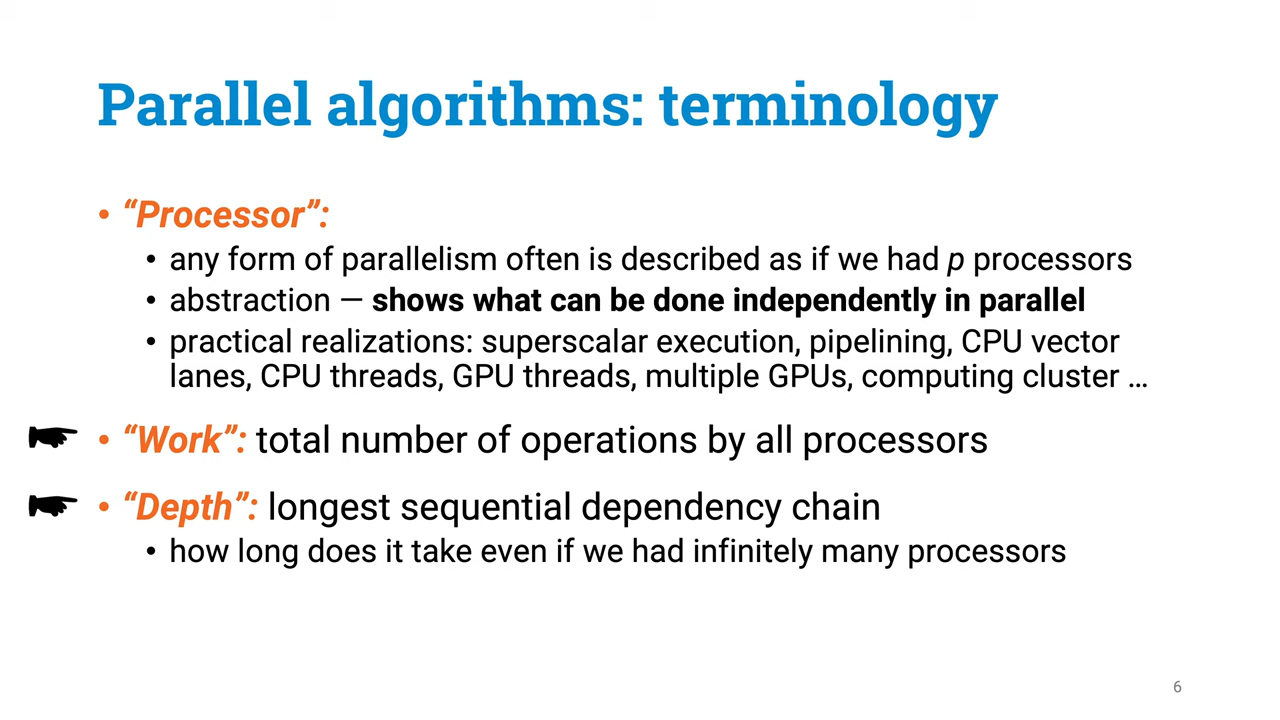 Parallel algorithms: terminology
• “Processor”:
• any form of parallelism often is described as if we had p processors
• abstraction — shows what can be done independently in parallel
• practical realizations: superscalar execution, pipelining, CPU vector
lanes, CPU threads, GPU threads, multiple GPUs, computing cluster …
• “Work”: total number of operations by all processors
• “Depth”: longest sequential dependency chain
• how long does it take even if we had infinitely many processors
6